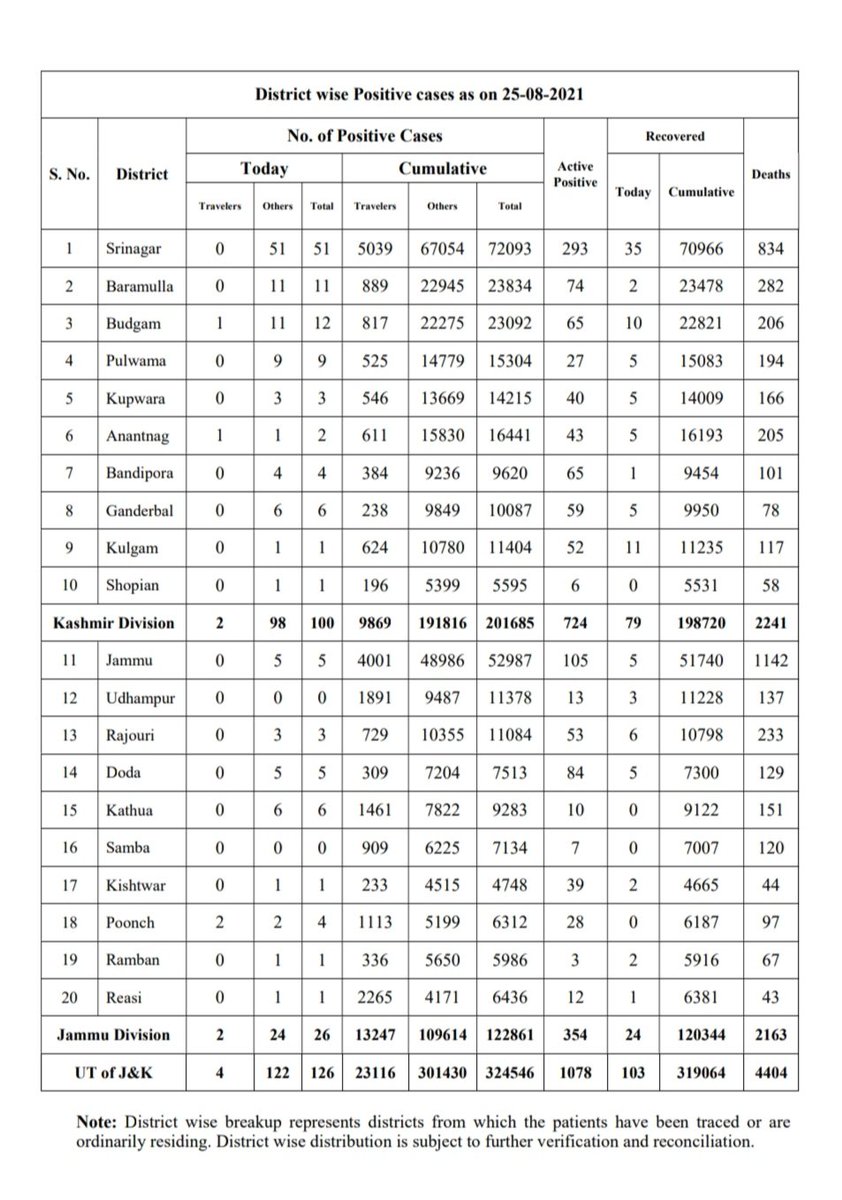 District wise Positive cases as on 25-08-2021
S. No. District No. of Positive Cases Active Positive Recovered Deaths
Today Cumulative Today Cumulative
Travelers Others Total Travelers Others Total
1 Srinagar 0 51 51 5039 67054 72093 293 35 70966 834
2 Baramulla 0 11 11 889 22945 23834 74 2 23478 282
3 Budgam 1 11 12 817 22275 23092 65 10 22821 206
4 Pulwama 0 9 9 525 14779 15304 27 5 15083 194
5 Kupwara 0 3 3 546 13669 14215 40 5 14009 166
6 Anantnag 1 1 2 611 15830 16441 43 5 16193 205
7 Bandipora 0 4 4 384 9236 9620 65 1 9454 101
8 Ganderbal 0 6 6 238 9849 10087 59 5 9950 78
9 Kulgam 0 1 1 624 10780 11404 52 11 11235 117
10 Shopian 0 1 1 196 5399 5595 6 0 5531 58
Kashmir Division 2 98 100 9869 191816 201685 724 79 198720 2241
11 Jammu 0 5 5 4001 48986 52987 105 5 51740 1142
12 Udhampur 0 0 0 1891 9487 11378 13 3 11228 137
13 Rajouri 0 3 3 729 10355 11084 53 6 10798 233
14 Doda 0 5 5 309 7204 7513 84 5 7300 129
15 Kathua 0 6 6 1461 7822 9283 10 0 9122 151
16 Samba 0 0 0 909 6225 7134 7 0 7007 120
17 Kishtwar 0 1 1 233 4515 4748 39 2 4665 44
18 Poonch 2 2 4 1113 5199 6312 28 0 6187 97
19 Ramban 0 1 1 336 5650 5986 3 2 5916 67
20 Reasi 0 1 1 2265 4171 6436 12 1 6381 43
Jammu Division 2 24 26 13247 109614 122861 354 24 120344 2163
UT of J&K 4 122 126 23116 301430 324546 1078 103 319064 4404
Note: District wise breakup represents districts from which the patients have been traced or are
ordinarily residing. District wise distribution is subject to further verification and reconciliation.